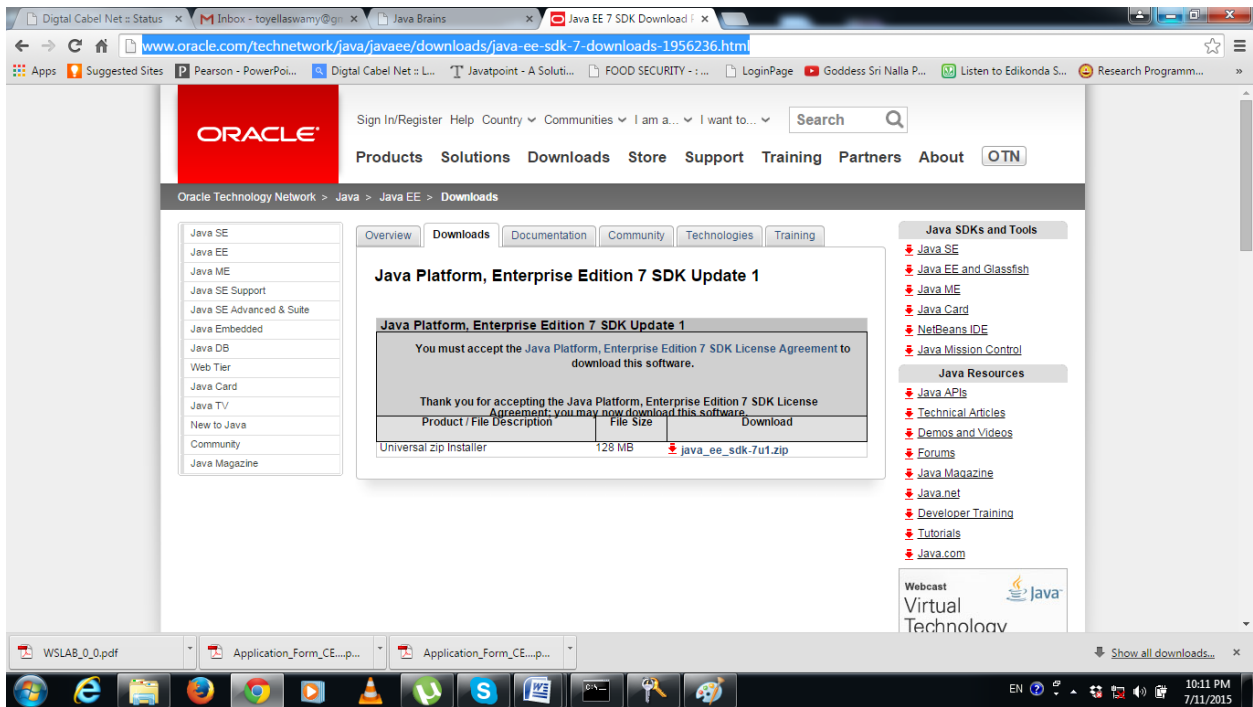 Digtal Cabel Net :: Status
Inbox - toyellaswamy@gm
Java Brains
Java EE 7 SDK Download
www.oracle.com/technetwork/java/javaee/downloads/java-ee-sdk-7-downloads-1956236.html
Apps Suggested Sites Pearson - PowerPoi... Digtal Cabel Net :: L... Javatpoint - A Soluti... FOOD SECURITY - : ... LoginPage Goddess Sri Nalla P... Listen to Edikonda S... Research Programm... »
ORACLE
Sign In/Register Help Country Communities I am a... I want to... Search
Products Solutions Downloads Store Support Training Partners About OTN
Oracle Technology Network > Java > Java EE > Downloads
Java SE
Java EE
Java ME
Java SE Support
Java SE Advanced & Suite
Java Embedded
Java DB
Web Tier
Java Card
Java TV
New to Java
Community
Java Magazine
Overview Downloads Documentation Community Technologies Training
Java Platform, Enterprise Edition 7 SDK Update 1
Java Platform, Enterprise Edition 7 SDK Update 1
You must accept the Java Platform, Enterprise Edition 7 SDK License Agreement to
download this software.
Thank you for accepting the Java Platform, Enterprise Edition 7 SDK License
Agreement; you may now download this software.
Product / File Description File Size Download
Universal zip Installer 128 MB java_ee_sdk-7u1.zip
Java SDKs and Tools
Java SE
Java EE and Glassfish
Java ME
Java Card
NetBeans IDE
Java Mission Control
Java Resources
Java APIs
Technical Articles
Demos and Videos
Forums
Java Magazine
Java.net
Developer Training
Tutorials
Java.com
Webcast
Java
Virtual
Technology
WSLAB_0_0.pdf
Application_Form_CE....p...
Application_Form_CE....p...
Show all downloads...
EN
10:11 PM
7/11/2015